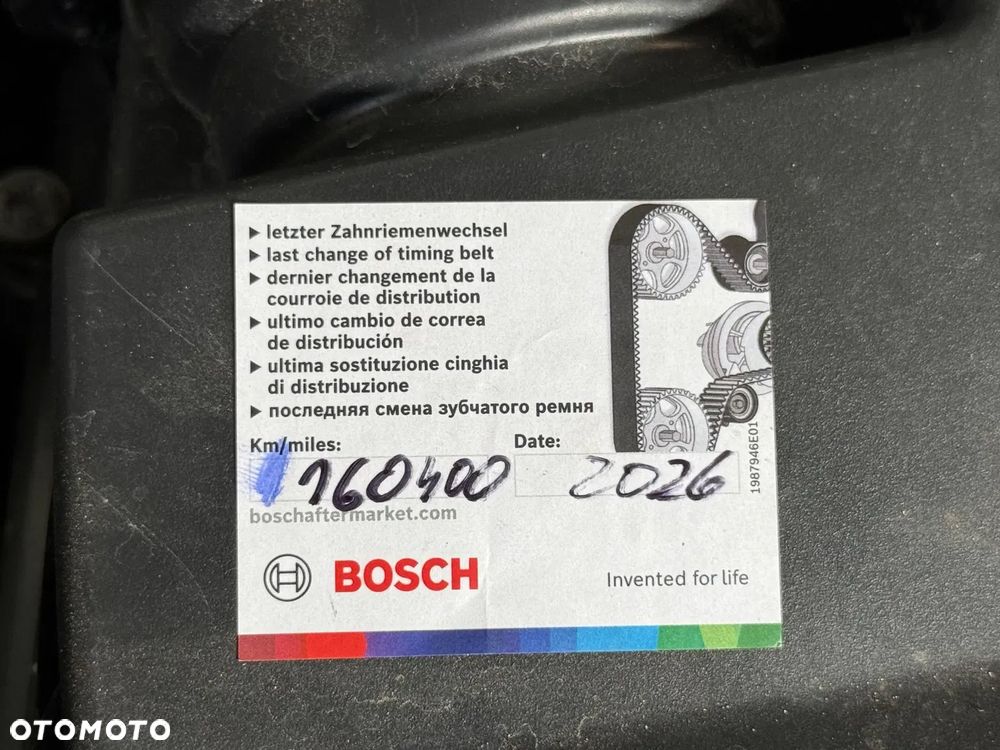 ▸ letzter Zahnriemenwechsel
▸ last change of timing belt
▸ dernier changement de la
courroie de distribution
▸ ultimo cambio de correa
de distribución
▸ ultima sostituzione cinghia
di distribuzione
▸ последняя смена зубчатого ремня
Km/miles: Date:
160400 2026
boschaftermarket.com
1987946E01
BOSCH
Invented for life
OTOMOTO